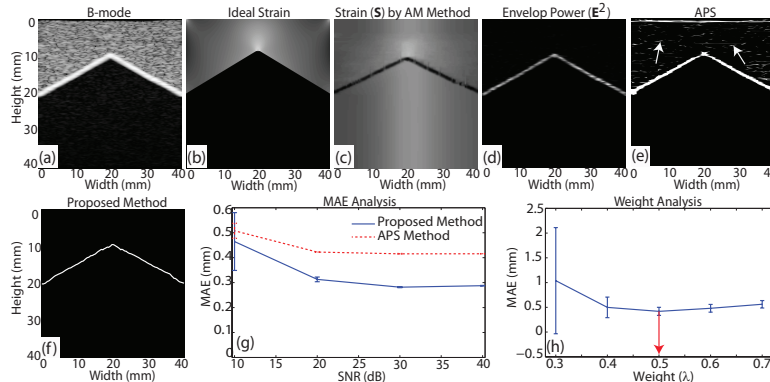 B-mode
Ideal Strain
Strain (S) by AM Method
Envelop Power (E²)
APS
0
10
20
30
40
Height (mm)
(a)
(b)
(c)
(d)
(e)
0 10 20 30 40
0 10 20 30 40
0 10 20 30 40
0 10 20 30 40
0 10 20 30 40
Width (mm)
Width (mm)
Width (mm)
Width (mm)
Width (mm)
Proposed Method
MAE Analysis
Weight Analysis
0
10
20
30
40
Height (mm)
(f)
0 10 20 30 40
Width (mm)
0.6
0.5
0.4
0.3
0.2
0.1
0
MAE (mm)
Proposed Method
APS Method
(g)
10 20 30 40
SNR (dB)
2.5
2
1.5
1
0.5
0
−0.5
MAE (mm)
(h)
0.3 0.4 0.5 0.6 0.7
Weight (λ)